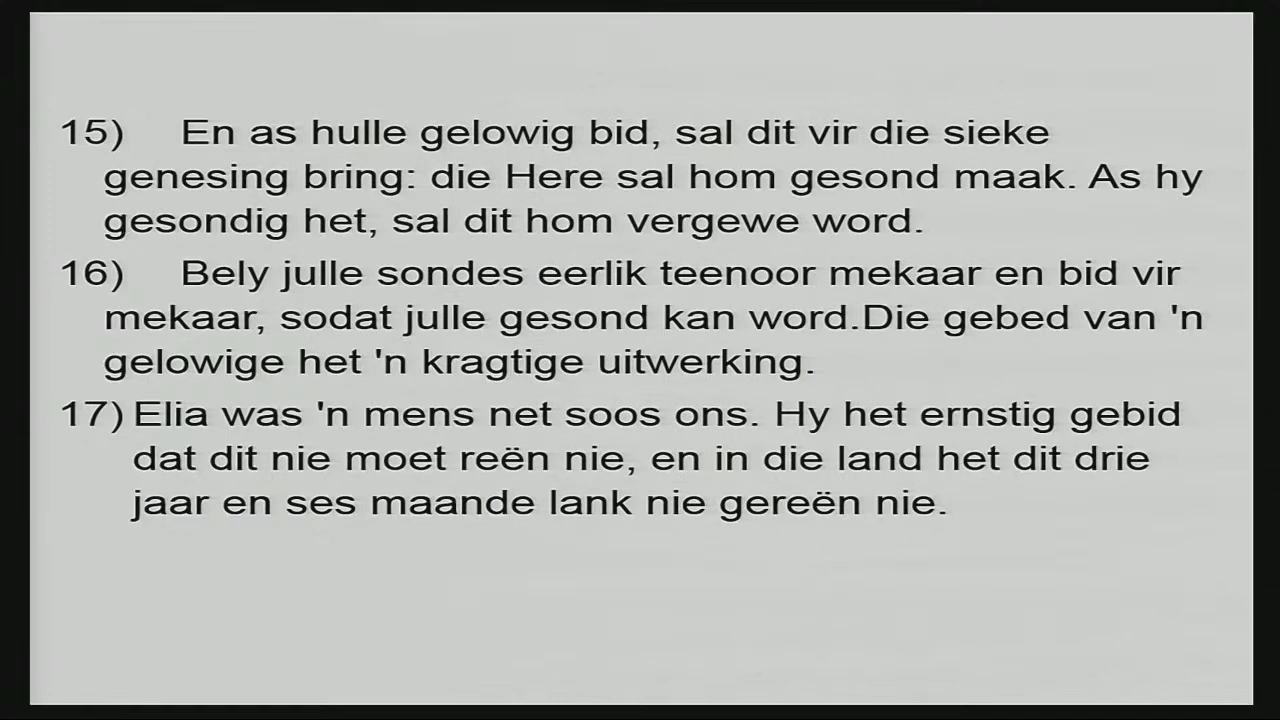 15) En as hulle gelowig bid, sal dit vir die sieke
genesing bring: die Here sal hom gesond maak. As hy
gesondig het, sal dit hom vergewe word.
16) Bely julle sondes eerlik teenoor mekaar en bid vir
mekaar, sodat julle gesond kan word.Die gebed van 'n
gelowige het 'n kragtige uitwerking.
17) Elia was 'n mens net soos ons. Hy het ernstig gebid
dat dit nie moet reën nie, en in die land het dit drie
jaar en ses maande lank nie gereën nie.